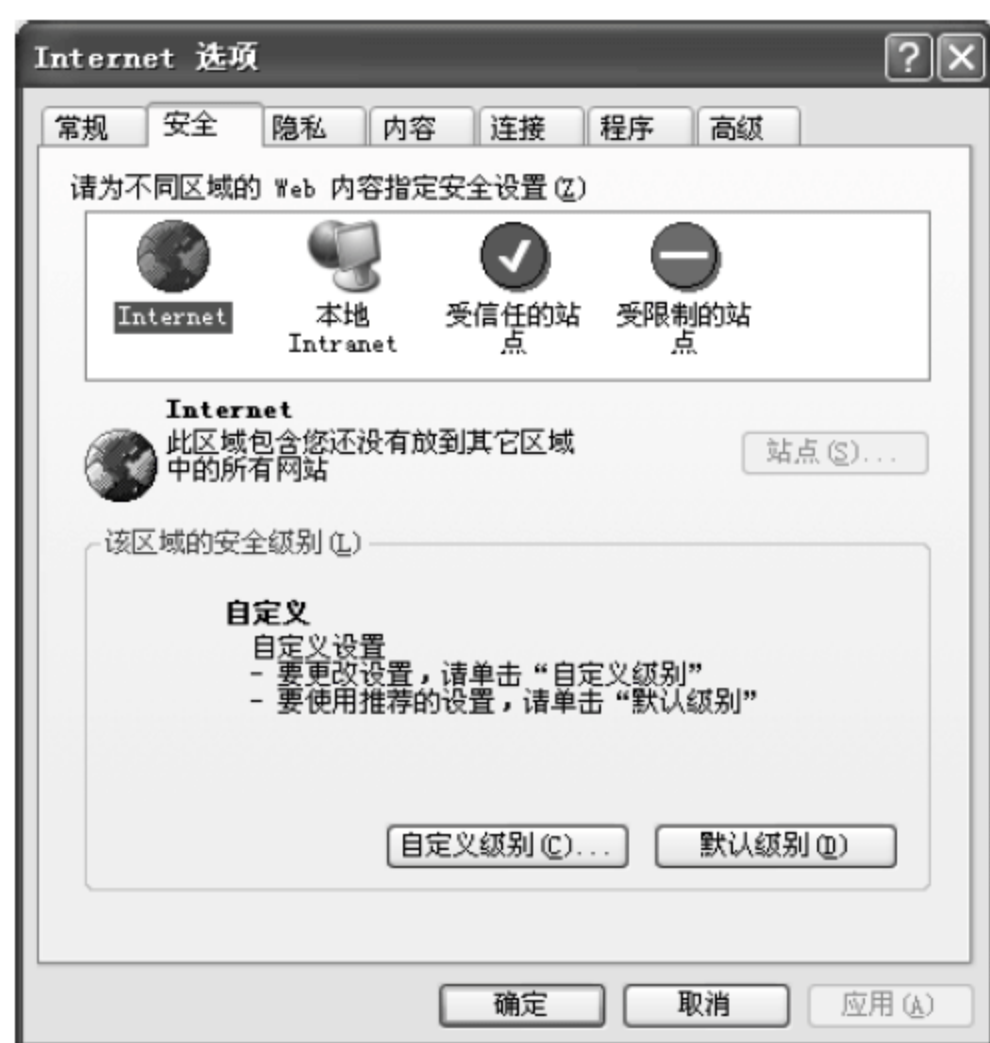 Internet 选项
常规 安全 隐私 内容 连接 程序 高级
请为不同区域的 Web 内容指定安全设置(Z)
Internet 本地 受信任的站 受限制的站
Intranet 点 点
Internet
此区域包含您还没有放到其它区域
中的所有网站
站点(S)...
该区域的安全级别(L)
自定义
自定义设置
- 要更改设置，请单击“自定义级别”
- 要使用推荐的设置，请单击“默认级别”
自定义级别(C)... 默认级别(D)
确定 取消 应用(A)